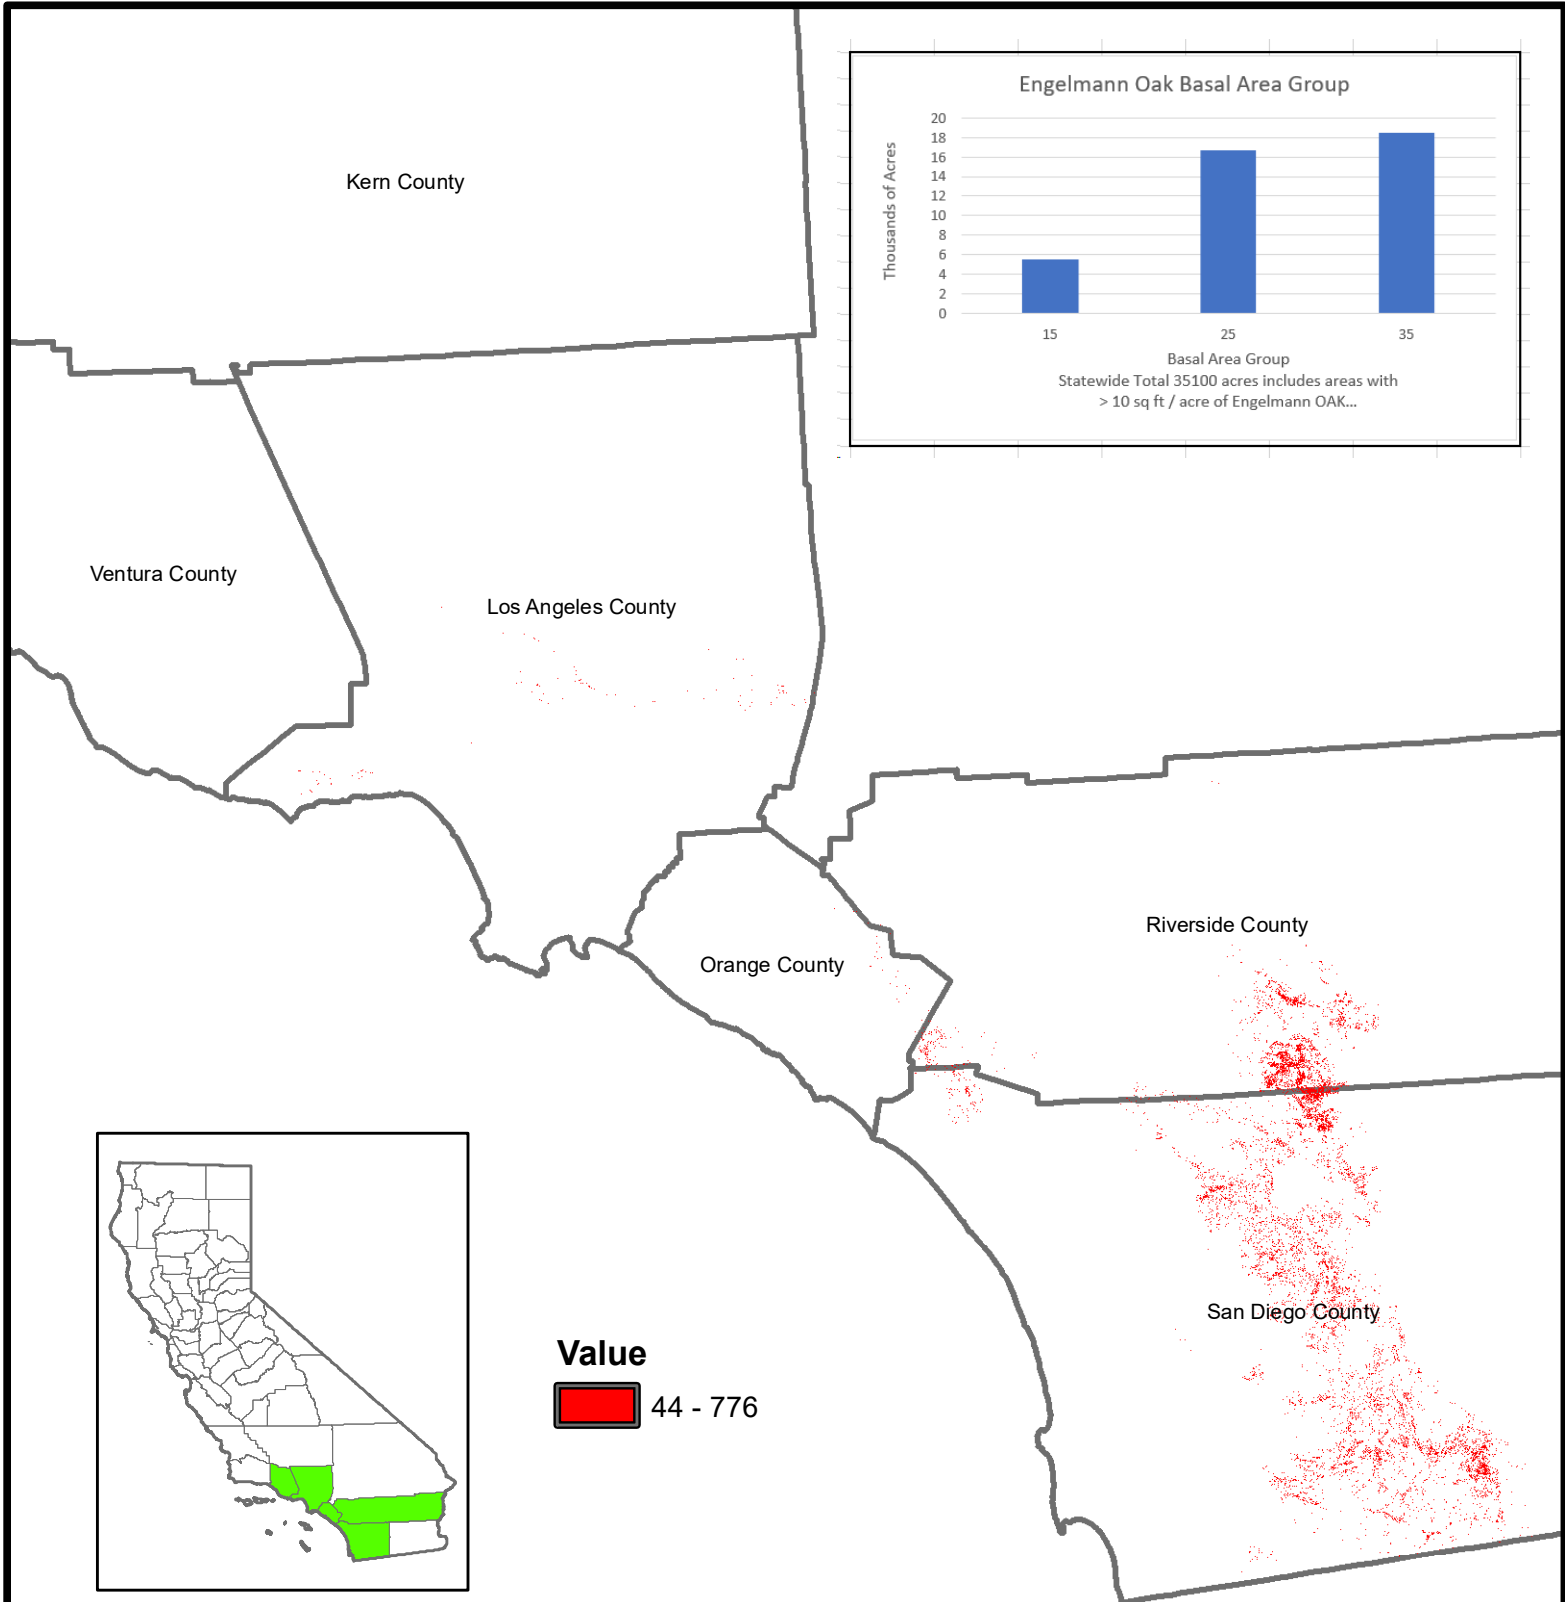 Engelmann Oak Basal Area Group
Thousands of Acres
20
18
16
14
12
10
8
6
4
2
0
15
25
35
Basal Area Group
Statewide Total 35100 acres includes areas with
> 10 sq ft / acre of Engelmann OAK...
Kern County
Ventura County
Los Angeles County
Riverside County
Orange County
San Diego County
Value
44 - 776